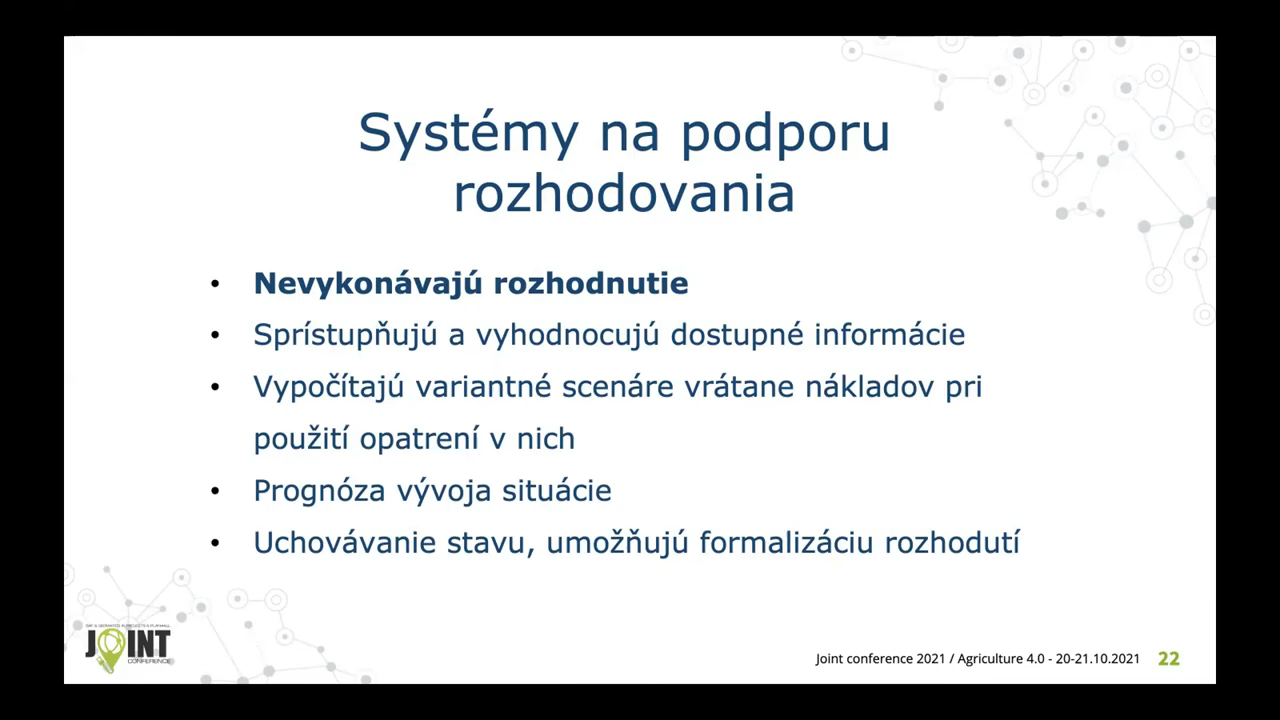 Systémy na podporu
rozhodovania
• Nevykonávajú rozhodnutie
• Sprístupňujú a vyhodnocujú dostupné informácie
• Vypočítajú variantné scenáre vrátane nákladov pri
použití opatrení v nich
• Prognóza vývoja situácie
• Uchovávanie stavu, umožňujú formalizáciu rozhodutí
JOINT
CONFERENCE
Joint conference 2021 / Agriculture 4.0 - 20-21.10.2021 22